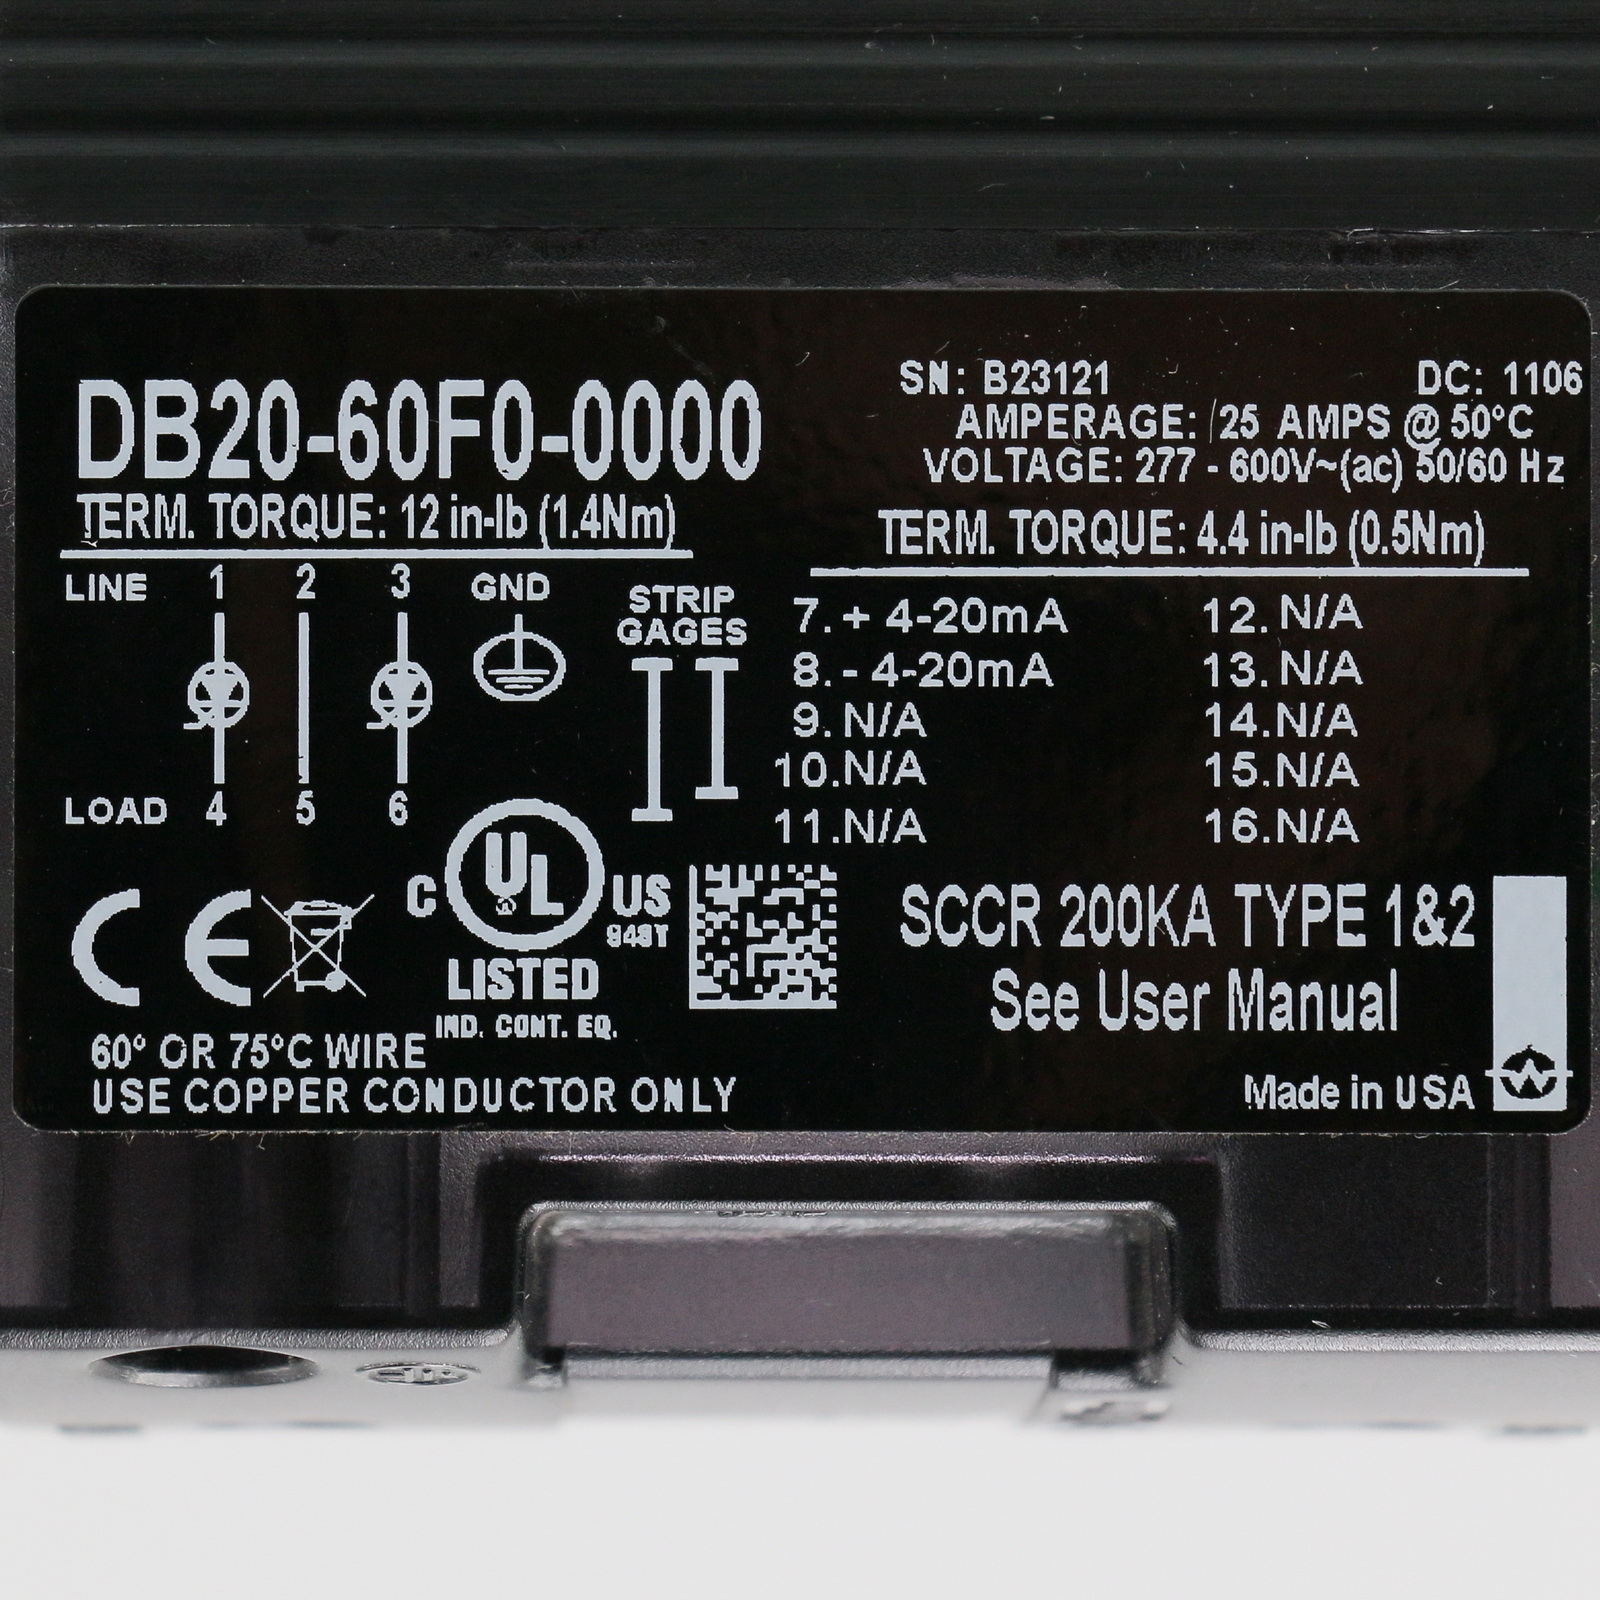 DB20-60F0-0000
TERM. TORQUE: 12 in-lb (1.4Nm)
LINE 1 2 3 GND
STRIP
GAGES
LOAD 4 5 6
SN: B23121 DC: 1106
AMPERAGE: 25 AMPS @ 50°C
VOLTAGE: 277 - 600V~(ac) 50/60 Hz
TERM. TORQUE: 4.4 in-lb (0.5Nm)
7. + 4-20mA 12. N/A
8. - 4-20mA 13. N/A
9. N/A 14. N/A
10. N/A 15. N/A
11. N/A 16. N/A
CE
C UL US
LISTED
IND. CONT. EQ.
60° OR 75°C WIRE
USE COPPER CONDUCTOR ONLY
SCCR 200KA TYPE 1&2
See User Manual
Made in USA